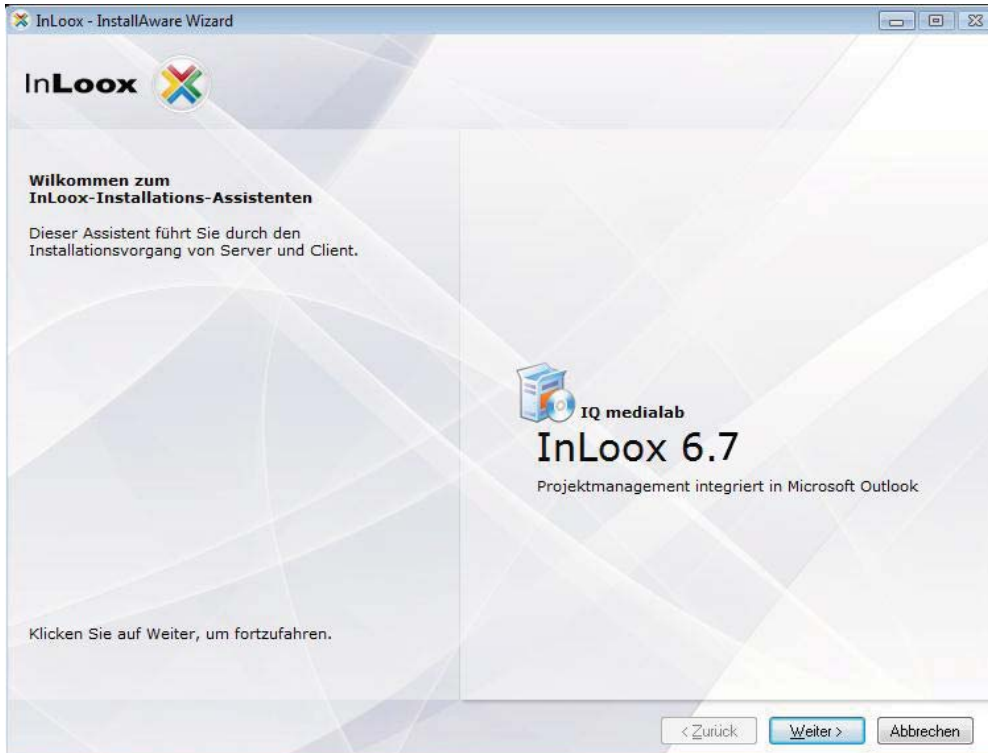 InLoox - InstallAware Wizard
InLoox
Wilkommen zum
InLoox-Installations-Assistenten
Dieser Assistent führt Sie durch den
Installationsvorgang von Server und Client.
IQ medialab
InLoox 6.7
Projektmanagement integriert in Microsoft Outlook
Klicken Sie auf Weiter, um fortzufahren.
< Zurück Weiter > Abbrechen